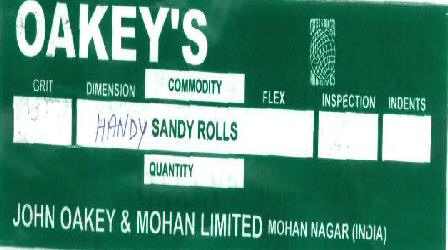 OAKEY'S
GRIT DIMENSION COMMODITY FLEX INSPECTION INDENTS
HANDY SANDY ROLLS
QUANTITY
JOHN OAKEY & MOHAN LIMITED MOHAN NAGAR (INDIA)